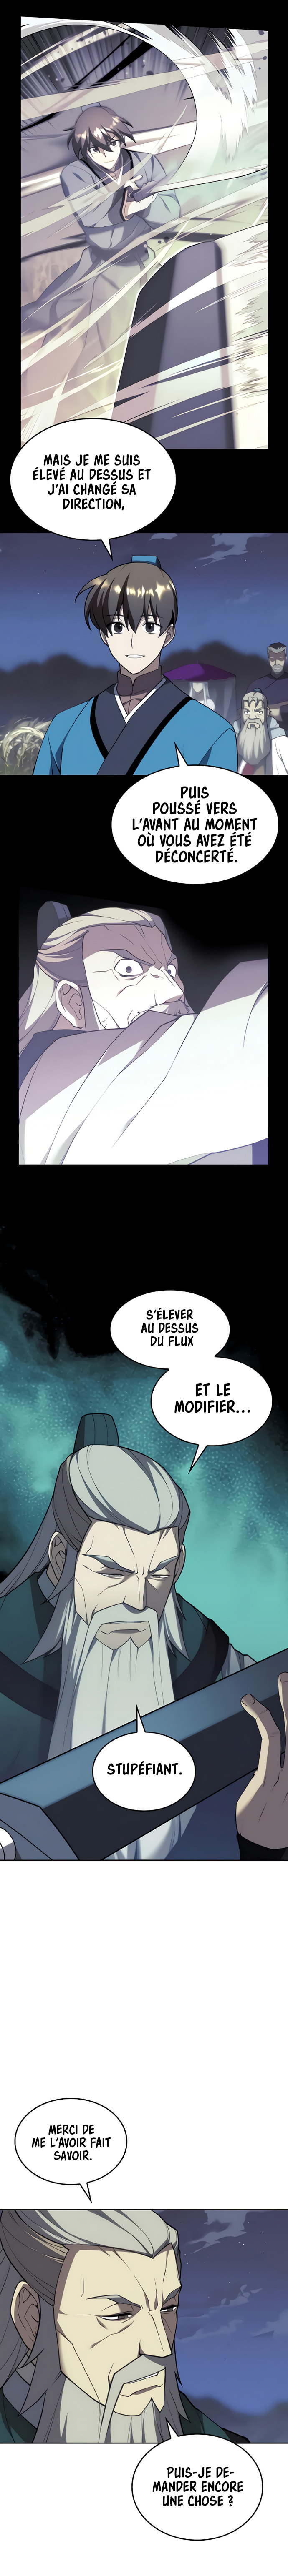 MAIS JE ME SUIS
ÉLEVÉ AU DESSUS ET
J'AI CHANGÉ SA
DIRECTION,
PUIS
POUSSÉ VERS
L'AVANT AU MOMENT
OÙ VOUS AVEZ ÉTÉ
DÉCONCERTÉ.
S'ÉLEVER
AU DESSUS
DU FLUX
ET LE
MODIFIER...
STUPÉFIANT.
MERCI DE
ME L'AVOIR FAIT
SAVOIR.
PUIS-JE DE-
MANDER ENCORE
UNE CHOSE ?